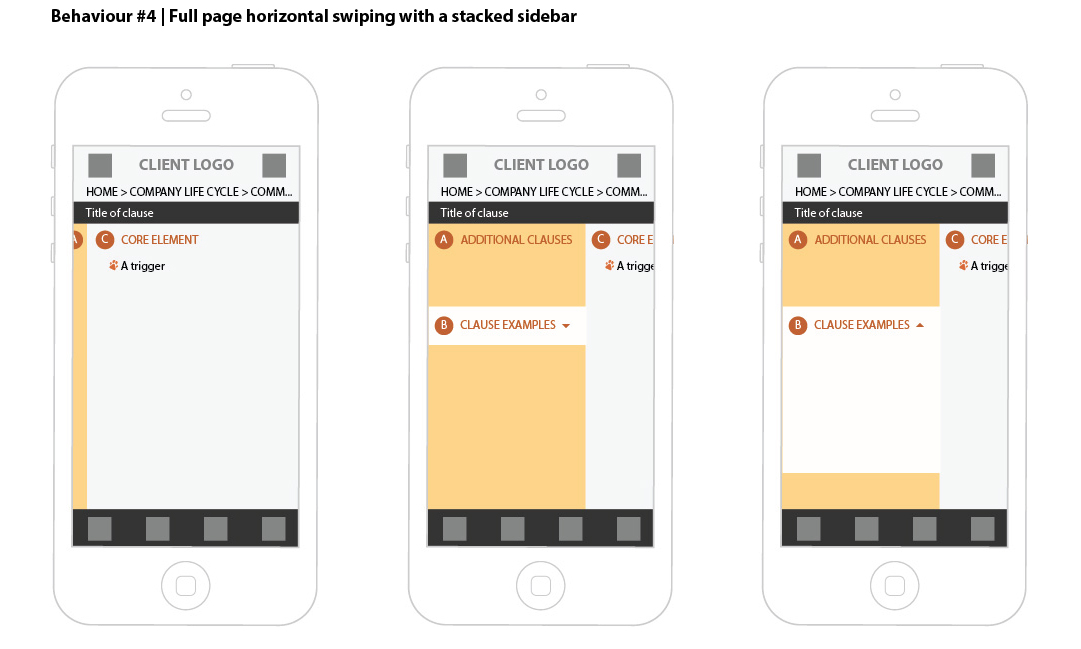 Behaviour #4 | Full page horizontal swiping with a stacked sidebar
CLIENT LOGO
HOME > COMPANY LIFE CYCLE > COMM...
Title of clause
A
C CORE ELEMENT
A trigger
CLIENT LOGO
HOME > COMPANY LIFE CYCLE > COMM...
Title of clause
A ADDITIONAL CLAUSES
C CORE E
A trigge
B CLAUSE EXAMPLES
CLIENT LOGO
HOME > COMPANY LIFE CYCLE > COMM...
Title of clause
A ADDITIONAL CLAUSES
C CORE E
A trigge
B CLAUSE EXAMPLES